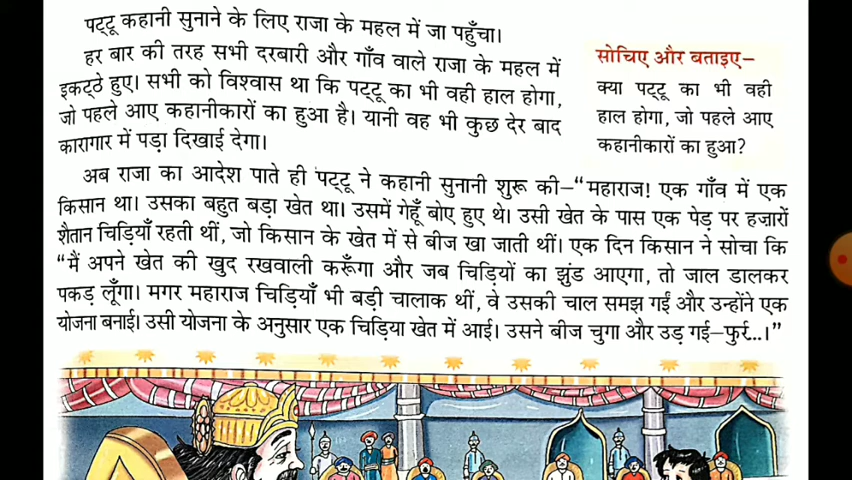 पट्टू कहानी सुनाने के लिए राजा के महल में जा पहुँचा।
हर बार की तरह सभी दरबारी और गाँव वाले राजा के महल में
इकट्ठे हुए। सभी को विश्वास था कि पट्टू का भी वही हाल होगा,
जो पहले आए कहानीकारों का हुआ है। यानी वह भी कुछ देर बाद
कारागार में पड़ा दिखाई देगा।
सोचिए और बताइए–
क्या पट्टू का भी वही
हाल होगा, जो पहले आए
कहानीकारों का हुआ?
अब राजा का आदेश पाते ही पट्टू ने कहानी सुनानी शुरू की–“महाराज! एक गाँव में एक
किसान था। उसका बहुत बड़ा खेत था। उसमें गेहूँ बोए हुए थे। उसी खेत के पास एक पेड़ पर हज़ारों
शैतान चिड़ियाँ रहती थीं, जो किसान के खेत में से बीज खा जाती थीं। एक दिन किसान ने सोचा कि
“मैं अपने खेत की खुद रखवाली करूँगा और जब चिड़ियों का झुंड आएगा, तो जाल डालकर
पकड़ लूँगा। मगर महाराज चिड़ियाँ भी बड़ी चालाक थीं, वे उसकी चाल समझ गईं और उन्होंने एक
योजना बनाई। उसी योजना के अनुसार एक चिड़िया खेत में आई। उसने बीज चुगा और उड़ गई–फुर्र...।”